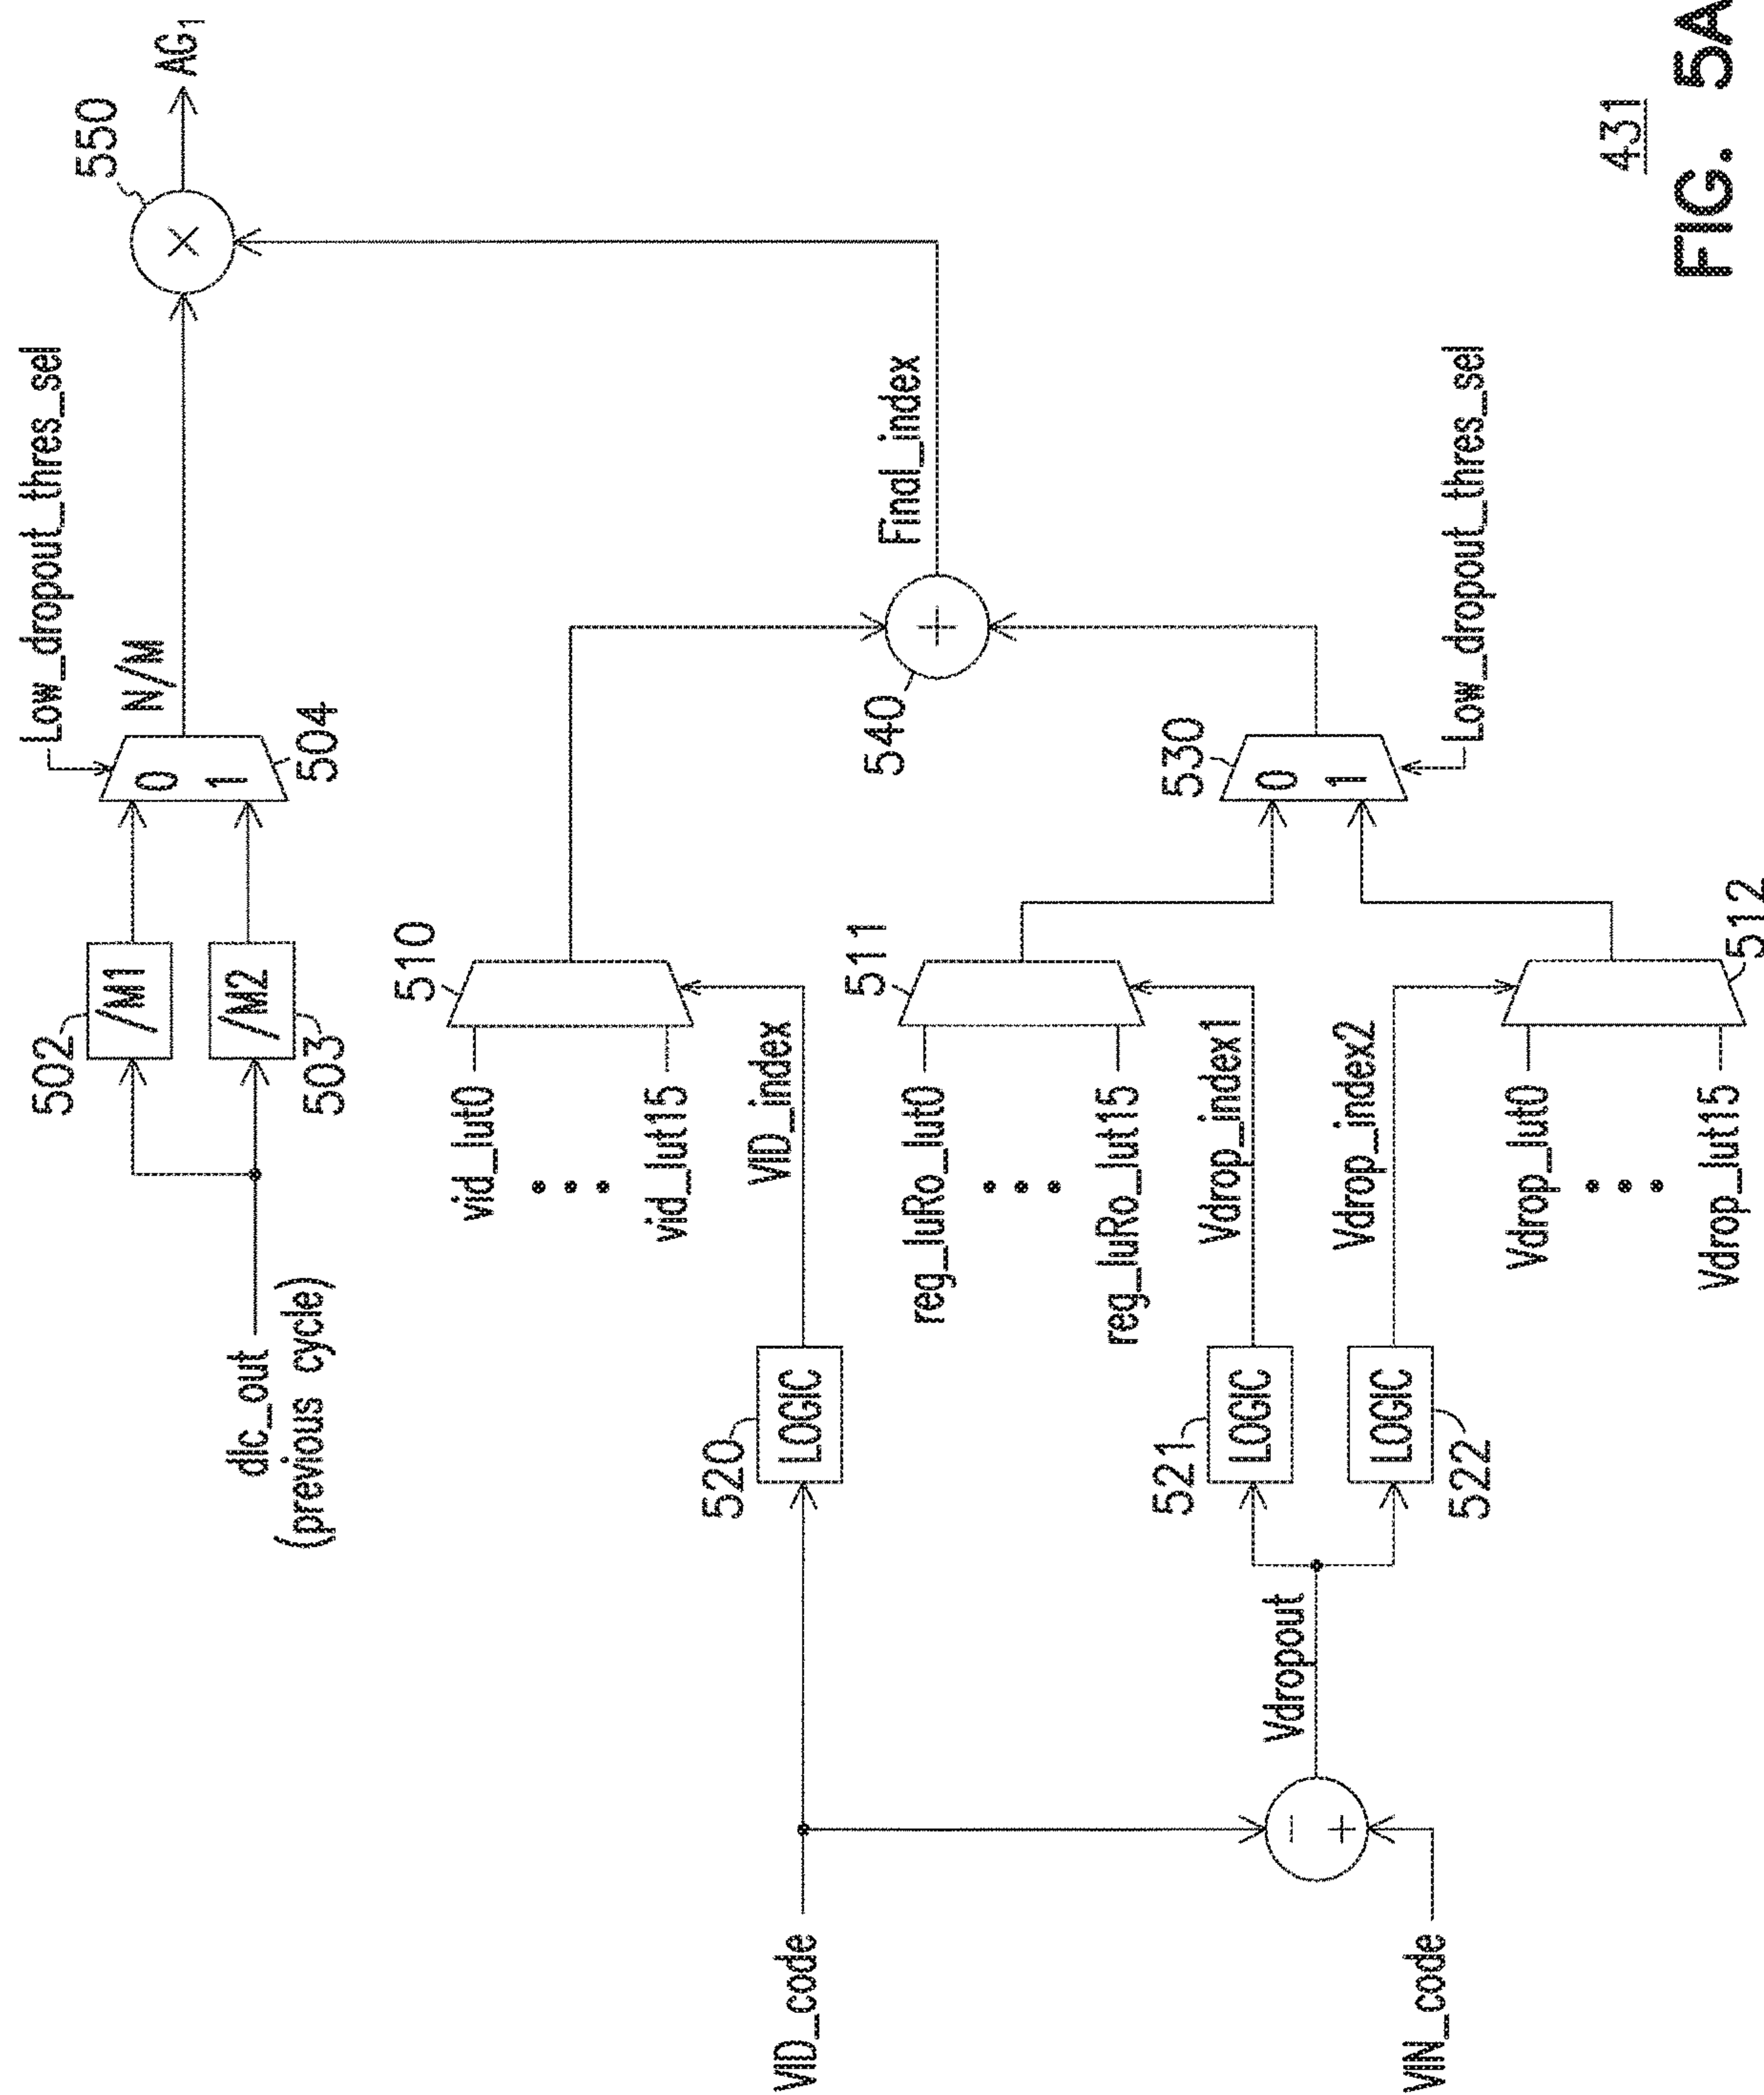 Low_dropout_thres_sel
550
AG1
502
/M1
0
N/M
×
dlc_out
(previous cycle)
503
/M2
1
504
510
vid_lut0
• • •
vid_lut15
VID_index
520
LOGIC
VID_code
Final_index
540
+
511
reg_luRo_lut0
• • •
reg_luRo_lut15
530
0
1
521
LOGIC
Vdrop_index1
Vdropout
−
+
522
LOGIC
Vdrop_index2
Low_dropout_thres_sel
VIN_code
Vdrop_lut0
• • •
Vdrop_lut15
512
431
FIG. 5A